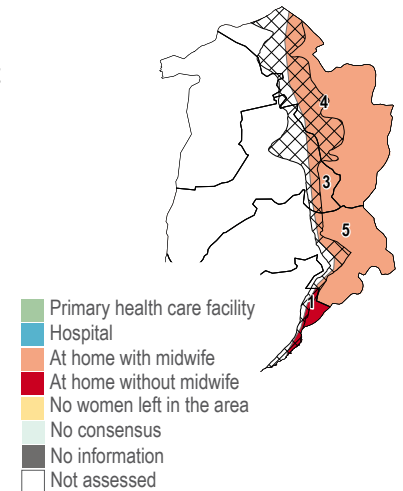 4
3
5
1
Primary health care facility
Hospital
At home with midwife
At home without midwife
No women left in the area
No consensus
No information
Not assessed